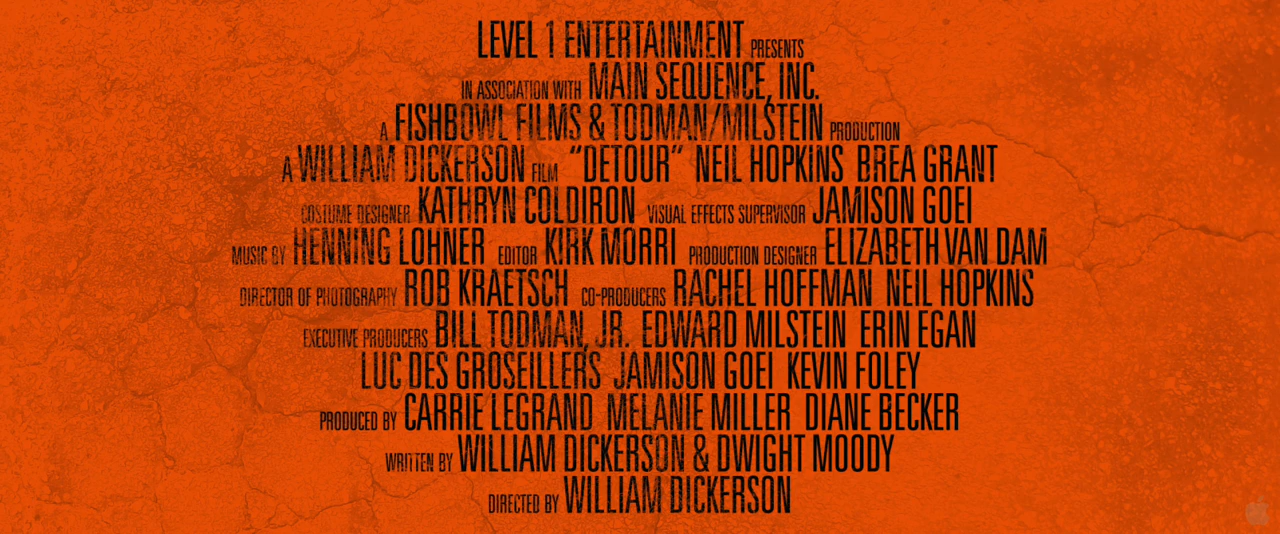 LEVEL 1 ENTERTAINMENT PRESENTS
IN ASSOCIATION WITH MAIN SEQUENCE, INC.
A FISHBOWL FILMS & TODMAN/MILSTEIN PRODUCTION
A WILLIAM DICKERSON FILM "DETOUR" NEIL HOPKINS BREA GRANT
COSTUME DESIGNER KATHRYN COLDIRON VISUAL EFFECTS SUPERVISOR JAMISON GOEI
MUSIC BY HENNING LOHNER EDITOR KIRK MORRI PRODUCTION DESIGNER ELIZABETH VAN DAM
DIRECTOR OF PHOTOGRAPHY ROB KRAETSCH CO-PRODUCERS RACHEL HOFFMAN NEIL HOPKINS
EXECUTIVE PRODUCERS BILL TODMAN, JR. EDWARD MILSTEIN ERIN EGAN
LUC DES GROSEILLERS JAMISON GOEI KEVIN FOLEY
PRODUCED BY CARRIE LEGRAND MELANIE MILLER DIANE BECKER
WRITTEN BY WILLIAM DICKERSON & DWIGHT MOODY
DIRECTED BY WILLIAM DICKERSON